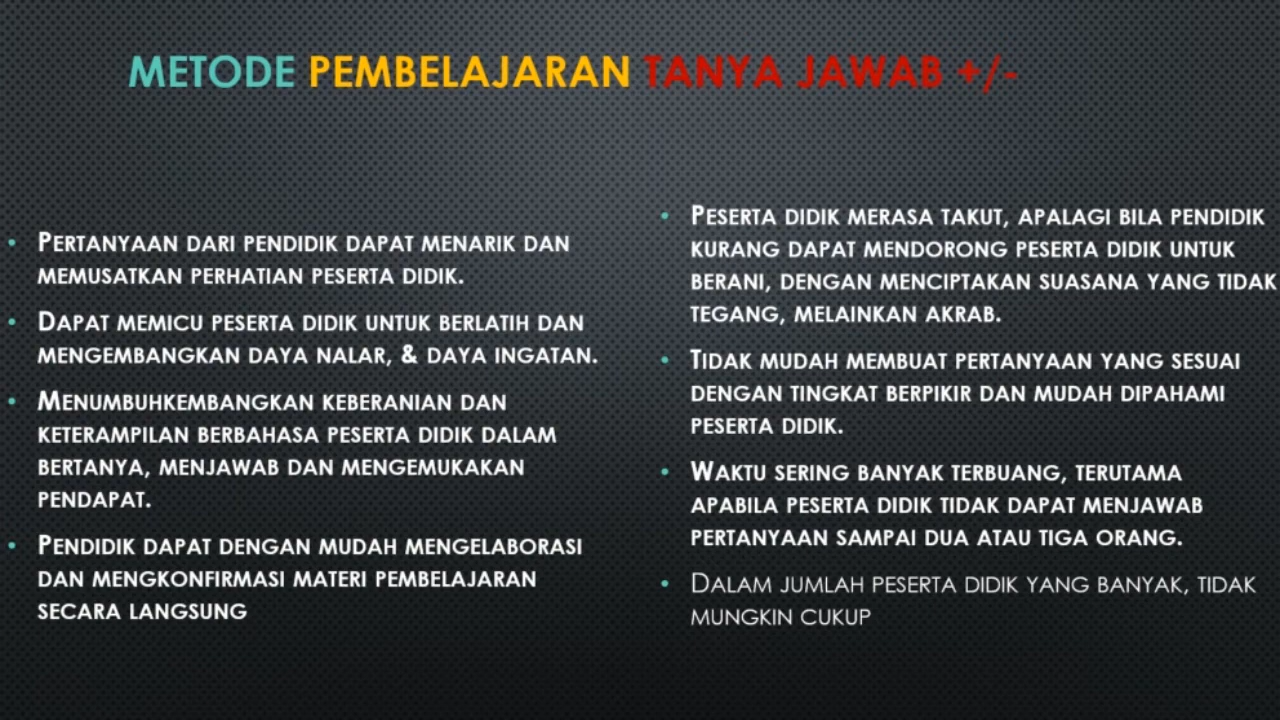 METODE PEMBELAJARAN TANYA JAWAB +/-
• PERTANYAAN DARI PENDIDIK DAPAT MENARIK DAN
MEMUSATKAN PERHATIAN PESERTA DIDIK.
• DAPAT MEMICU PESERTA DIDIK UNTUK BERLATIH DAN
MENGEMBANGKAN DAYA NALAR, & DAYA INGATAN.
• MENUMBUHKEMBANGKAN KEBERANIAN DAN
KETERAMPILAN BERBAHASA PESERTA DIDIK DALAM
BERTANYA, MENJAWAB DAN MENGEMUKAKAN
PENDAPAT.
• PENDIDIK DAPAT DENGAN MUDAH MENGELABORASI
DAN MENGKONFIRMASI MATERI PEMBELAJARAN
SECARA LANGSUNG
• PESERTA DIDIK MERASA TAKUT, APALAGI BILA PENDIDIK
KURANG DAPAT MENDORONG PESERTA DIDIK UNTUK
BERANI, DENGAN MENCIPTAKAN SUASANA YANG TIDAK
TEGANG, MELAINKAN AKRAB.
• TIDAK MUDAH MEMBUAT PERTANYAAN YANG SESUAI
DENGAN TINGKAT BERPIKIR DAN MUDAH DIPAHAMI
PESERTA DIDIK.
• WAKTU SERING BANYAK TERBUANG, TERUTAMA
APABILA PESERTA DIDIK TIDAK DAPAT MENJAWAB
PERTANYAAN SAMPAI DUA ATAU TIGA ORANG.
• DALAM JUMLAH PESERTA DIDIK YANG BANYAK, TIDAK
MUNGKIN CUKUP